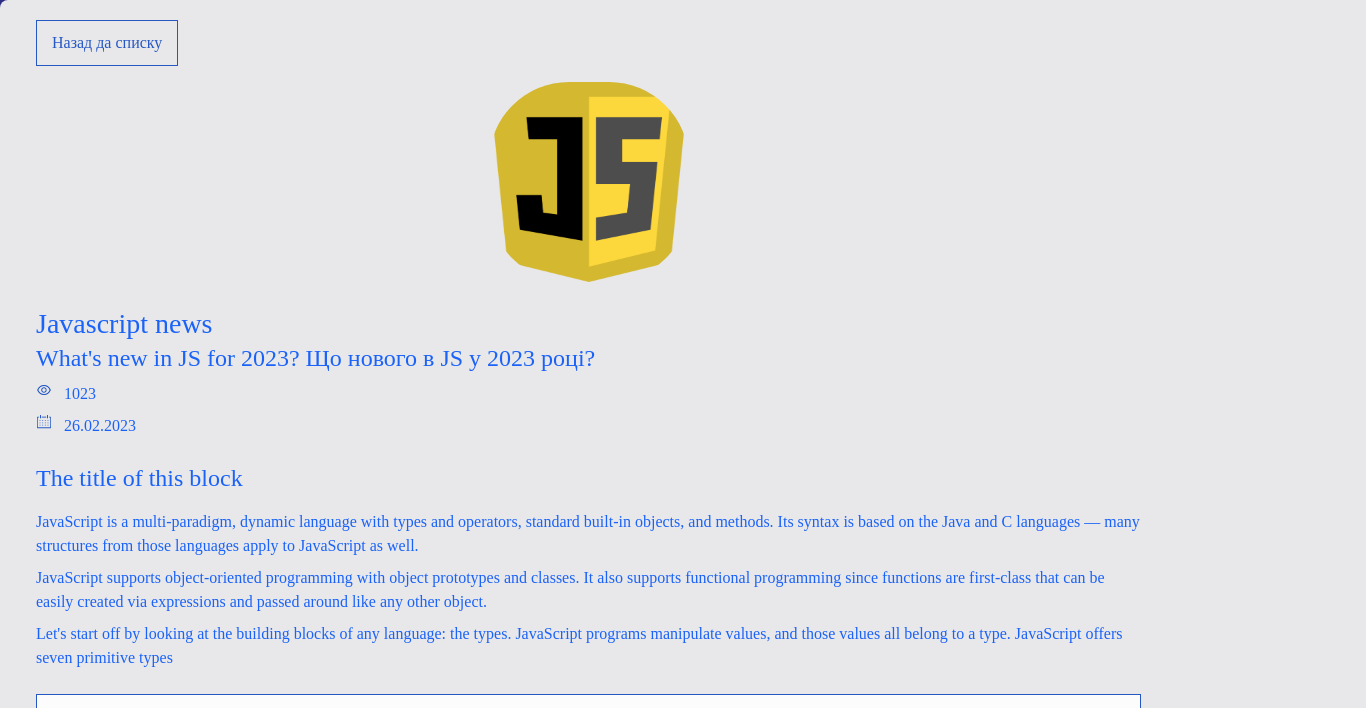 Назад да списку
JS
Javascript news
What's new in JS for 2023? Що нового в JS у 2023 році?
1023
26.02.2023
The title of this block
JavaScript is a multi-paradigm, dynamic language with types and operators, standard built-in objects, and methods. Its syntax is based on the Java and C languages — many
structures from those languages apply to JavaScript as well.
JavaScript supports object-oriented programming with object prototypes and classes. It also supports functional programming since functions are first-class that can be
easily created via expressions and passed around like any other object.
Let's start off by looking at the building blocks of any language: the types. JavaScript programs manipulate values, and those values all belong to a type. JavaScript offers
seven primitive types